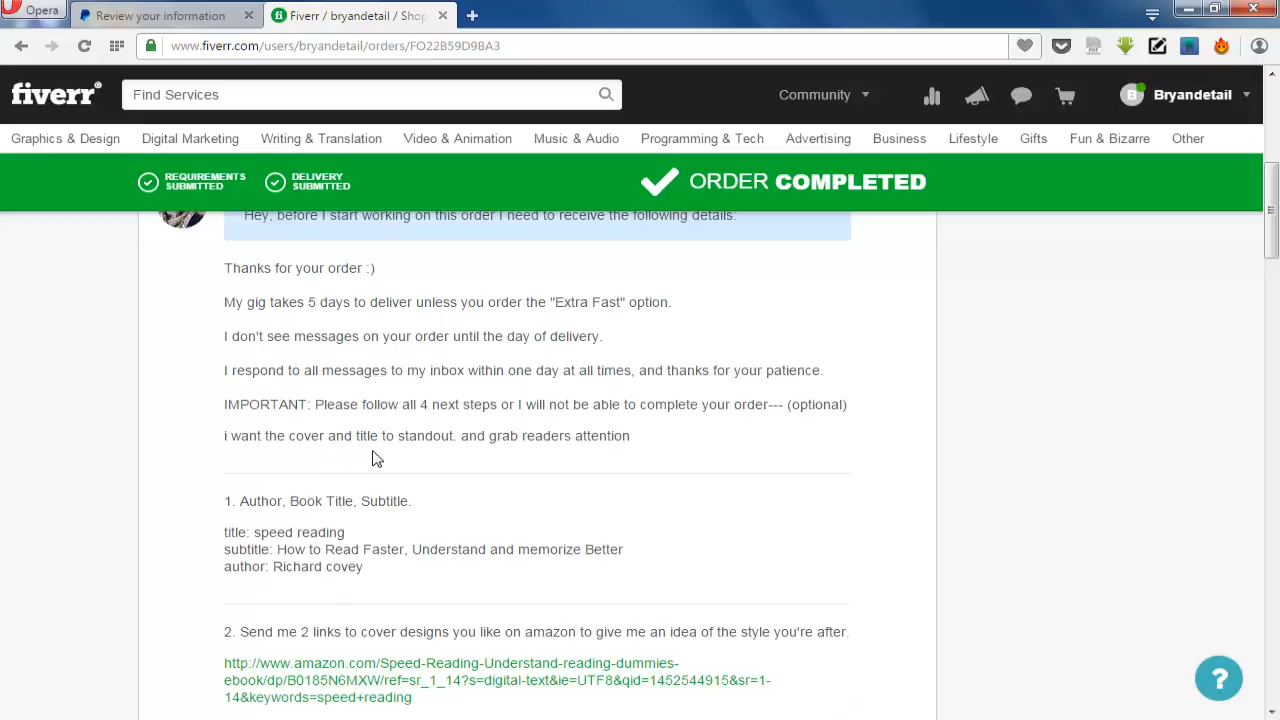 Opera
Review your information
Fiverr / bryandetail / Shop
www.fiverr.com/users/bryandetail/orders/FO22B59D9BA3
fiverr®
Find Services
Community
Bryandetail
Graphics & Design
Digital Marketing
Writing & Translation
Video & Animation
Music & Audio
Programming & Tech
Advertising
Business
Lifestyle
Gifts
Fun & Bizarre
Other
REQUIREMENTS
SUBMITTED
DELIVERY
SUBMITTED
ORDER COMPLETED
Hey, before I start working on this order I need to receive the following details:
Thanks for your order :)
My gig takes 5 days to deliver unless you order the "Extra Fast" option.
I don't see messages on your order until the day of delivery.
I respond to all messages to my inbox within one day at all times, and thanks for your patience.
IMPORTANT: Please follow all 4 next steps or I will not be able to complete your order--- (optional)
i want the cover and title to standout. and grab readers attention
1. Author, Book Title, Subtitle.
title: speed reading
subtitle: How to Read Faster, Understand and memorize Better
author: Richard covey
2. Send me 2 links to cover designs you like on amazon to give me an idea of the style you're after.
http://www.amazon.com/Speed-Reading-Understand-reading-dummies-
ebook/dp/B0185N6MXW/ref=sr_1_14?s=digital-text&ie=UTF8&qid=1452544915&sr=1-
14&keywords=speed+reading
B
?